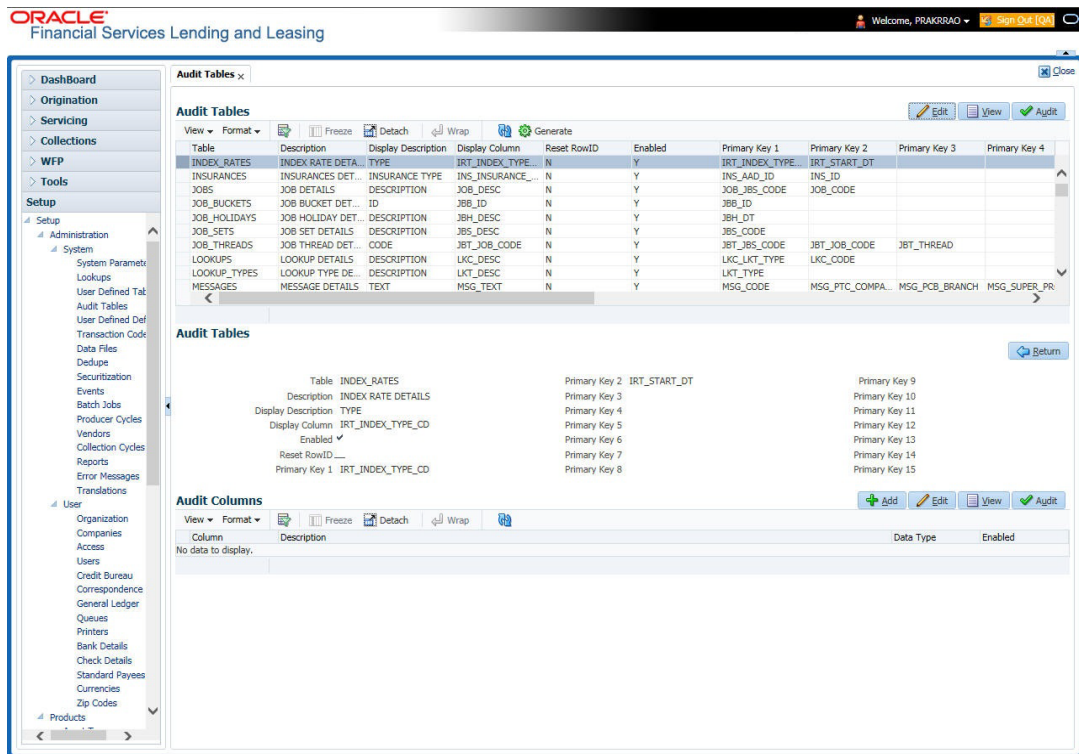 ORACLE
Financial Services Lending and Leasing
Welcome, PRAKRRAO
Sign Out [QA]
DashBoard
Origination
Servicing
Collections
WFP
Tools
Setup
Setup
Administration
System
System Paramete
Lookups
User Defined Tab
Audit Tables
User Defined Def
Transaction Code
Data Files
Dedupe
Securitization
Events
Batch Jobs
Producer Cycles
Vendors
Collection Cycles
Reports
Error Messages
Translations
User
Organization
Companies
Access
Users
Credit Bureau
Correspondence
General Ledger
Queues
Printers
Bank Details
Check Details
Standard Payees
Currencies
Zip Codes
Products
Audit Tables
Close
Audit Tables
Edit View Audit
View Format Freeze Detach Wrap Generate
Table Description Display Description Display Column Reset RowID Enabled Primary Key 1 Primary Key 2 Primary Key 3 Primary Key 4
INDEX_RATES INDEX RATE DETA... TYPE IRT_INDEX_TYPE... N Y IRT_INDEX_TYPE... IRT_START_DT
INSURANCES INSURANCES DET... INSURANCE TYPE INS_INSURANCE_... N Y INS_AAD_ID INS_ID
JOBS JOB DETAILS DESCRIPTION JOB_DESC N Y JOB_JBS_CODE JOB_CODE
JOB_BUCKETS JOB BUCKET DET... ID JBB_ID N Y JBB_ID
JOB_HOLIDAYS JOB HOLIDAY DET... DESCRIPTION JBH_DESC N Y JBH_DT
JOB_SETS JOB SET DETAILS DESCRIPTION JBS_DESC N Y JBS_CODE
JOB_THREADS JOB THREAD DET... CODE JBT_JOB_CODE N Y JBT_JBS_CODE JBT_JOB_CODE JBT_THREAD
LOOKUPS LOOKUP DETAILS DESCRIPTION LKC_DESC N Y LKC_LKT_TYPE LKC_CODE
LOOKUP_TYPES LOOKUP TYPE DE... DESCRIPTION LKT_DESC N Y LKT_TYPE
MESSAGES MESSAGE DETAILS TEXT MSG_TEXT N Y MSG_CODE MSG_PTC_COMPA... MSG_PCB_BRANCH MSG_SUPER_PR
Audit Tables
Return
Table INDEX_RATES Primary Key 2 IRT_START_DT Primary Key 9
Description INDEX RATE DETAILS Primary Key 3 Primary Key 10
Display Description TYPE Primary Key 4 Primary Key 11
Display Column IRT_INDEX_TYPE_CD Primary Key 5 Primary Key 12
Enabled Primary Key 6 Primary Key 13
Reset RowID Primary Key 7 Primary Key 14
Primary Key 1 IRT_INDEX_TYPE_CD Primary Key 8 Primary Key 15
Audit Columns
Add Edit View Audit
View Format Freeze Detach Wrap
Column Description Data Type Enabled
No data to display.